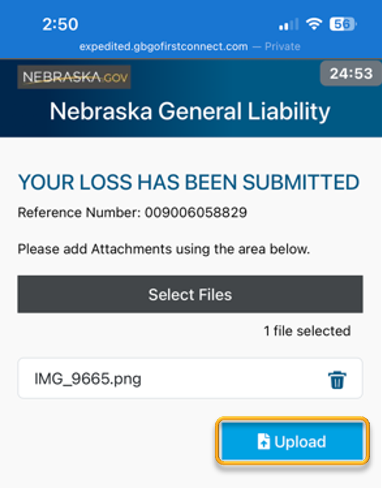 2:50
56
expedited.gbgofirstconnect.com — Private
NEBRASKA.GOV
24:53
Nebraska General Liability
YOUR LOSS HAS BEEN SUBMITTED
Reference Number: 009006058829
Please add Attachments using the area below.
Select Files
1 file selected
IMG_9665.png
Upload